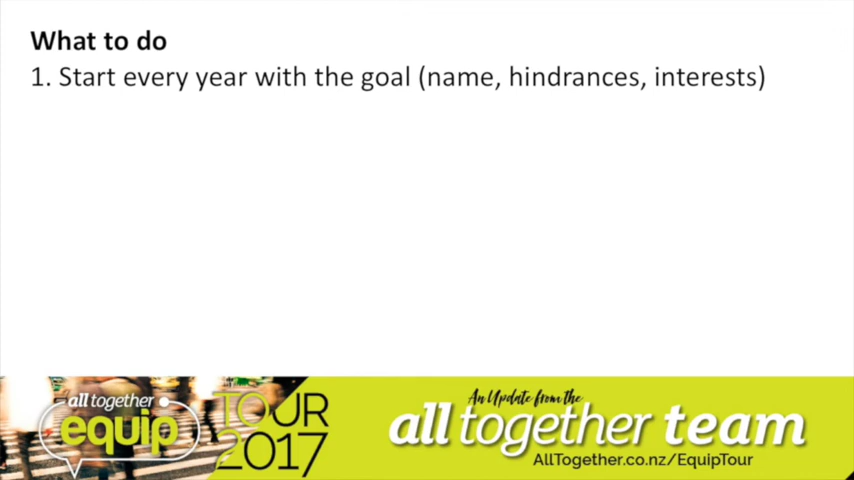 What to do
1. Start every year with the goal (name, hindrances, interests)
all together
equip
TOUR
2017
An Update from the
all together team
AllTogether.co.nz/EquipTour